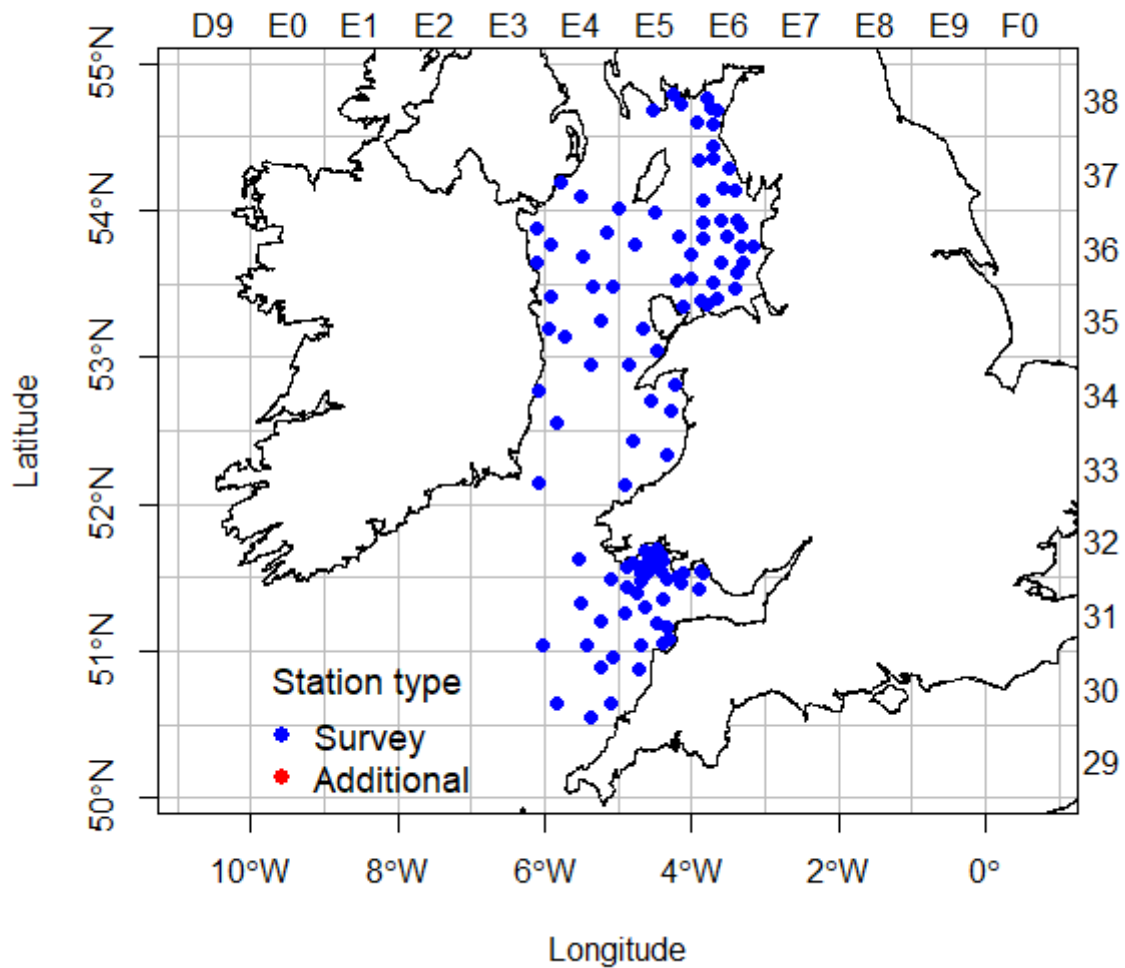 D9 E0 E1 E2 E3 E4 E5 E6 E7 E8 E9 F0
55°N
38
37
54°N
36
35
53°N
34
Latitude
33
52°N
32
31
51°N
Station type
30
Survey
29
Additional
50°N
10°W 8°W 6°W 4°W 2°W 0°
Longitude